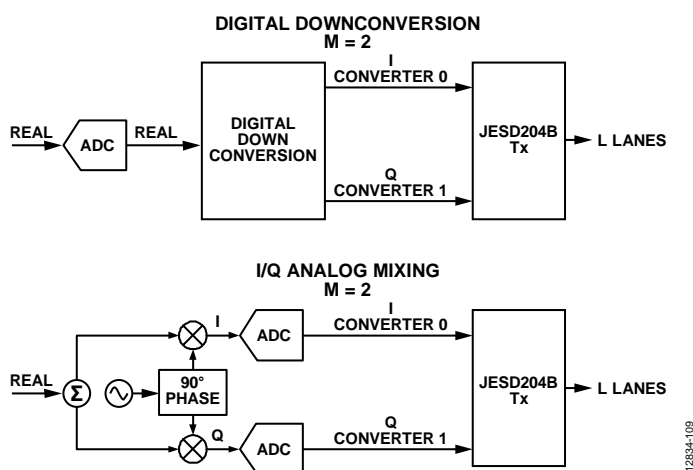 DIGITAL DOWNCONVERSION
M = 2
I
CONVERTER 0
REAL
ADC
REAL
DIGITAL
DOWN
CONVERSION
JESD204B
Tx
L LANES
Q
CONVERTER 1
I/Q ANALOG MIXING
M = 2
I
ADC
I
CONVERTER 0
REAL
Σ
90°
PHASE
JESD204B
Tx
L LANES
Q
ADC
Q
CONVERTER 1
12834-109